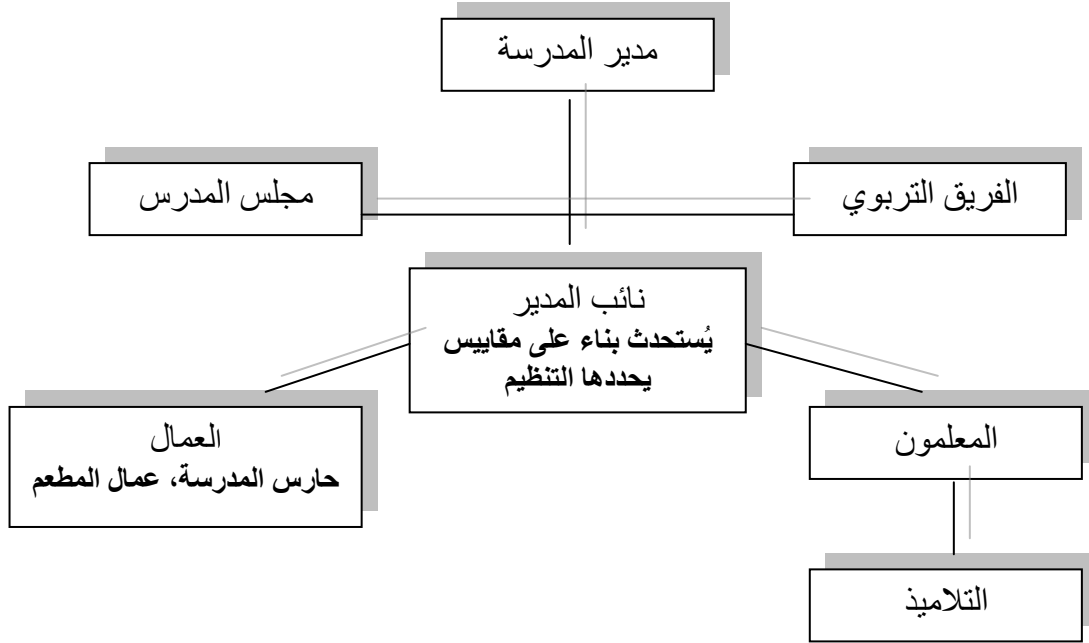 مدير المدرسة
الفريق التربوي
مجلس المدرس
نائب المدير
يُستحدث بناء على مقاييس
يحددها التنظيم
المعلمون
العمال
حارس المدرسة، عمال المطعم
التلاميذ